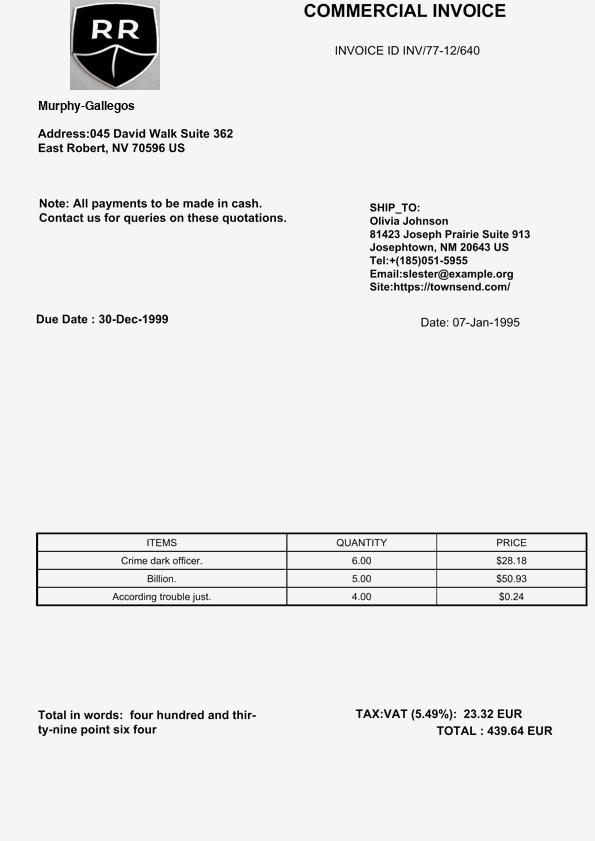 RR
COMMERCIAL INVOICE
INVOICE ID INV/77-12/640
Murphy-Gallegos
Address:045 David Walk Suite 362
East Robert, NV 70596 US
Note: All payments to be made in cash.
Contact us for queries on these quotations.
SHIP_TO:
Olivia Johnson
81423 Joseph Prairie Suite 913
Josephtown, NM 20643 US
Tel:+(185)051-5955
Email:slester@example.org
Site:https://townsend.com/
Due Date : 30-Dec-1999
Date: 07-Jan-1995
ITEMS QUANTITY PRICE
Crime dark officer. 6.00 $28.18
Billion. 5.00 $50.93
According trouble just. 4.00 $0.24
Total in words: four hundred and thir-
ty-nine point six four
TAX:VAT (5.49%): 23.32 EUR
TOTAL : 439.64 EUR